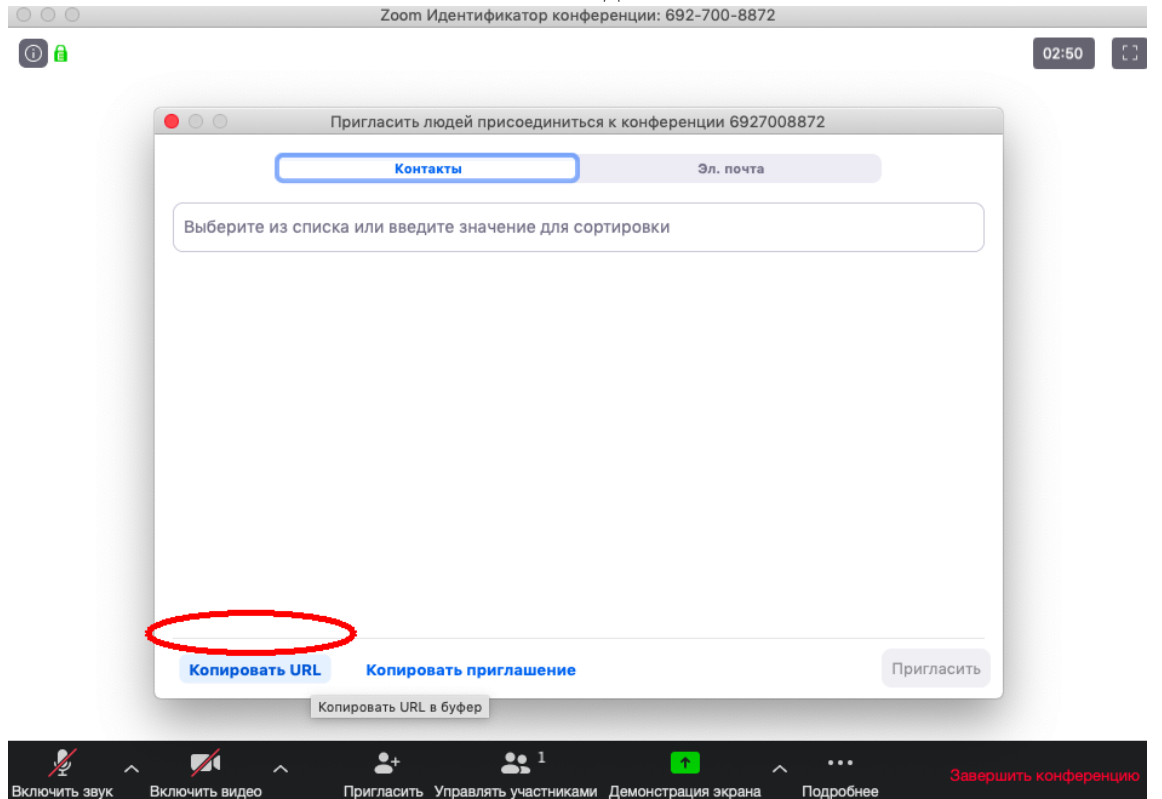 Zoom Идентификатор конференции: 692-700-8872
02:50
Пригласить людей присоединиться к конференции 6927008872
Контакты
Эл. почта
Выберите из списка или введите значение для сортировки
Копировать URL
Копировать приглашение
Пригласить
Копировать URL в буфер
1
Включить звук
Включить видео
Пригласить
Управлять участниками
Демонстрация экрана
Подробнее
Завершить конференцию